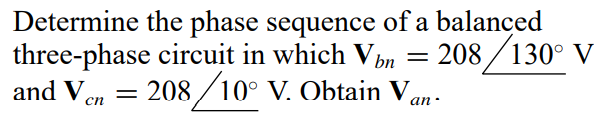 Determine the phase sequence of a balanced
three-phase circuit in which V_bn = 208∠130° V
and V_cn = 208∠10° V. Obtain V_an.